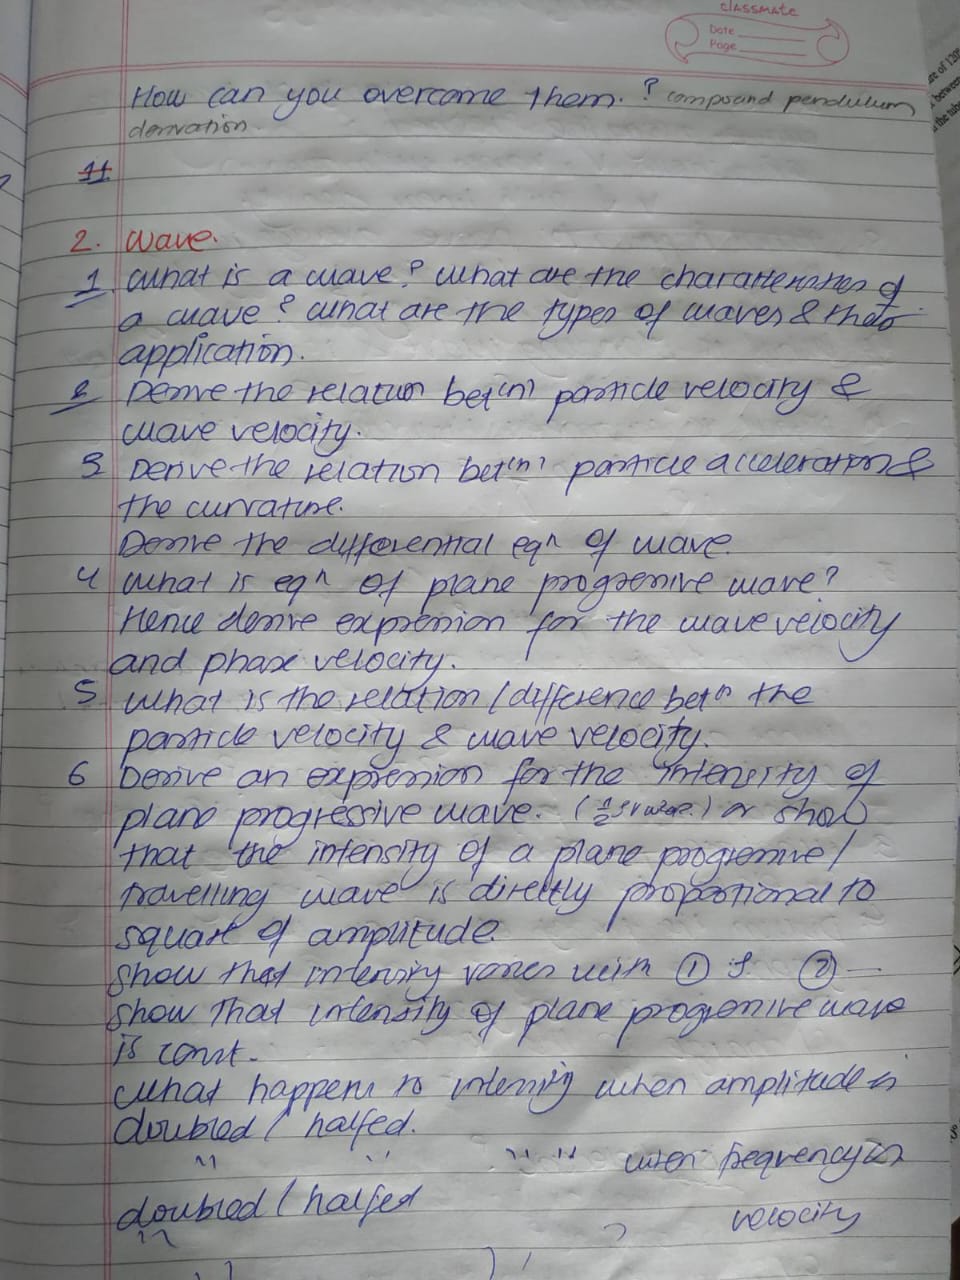 classmate
Date
Page
How can you overcome them. ? compound pendulum
derivation.
11
2. Wave.
1. What is a wave? What are the characteristics of
a wave? What are the types of waves & their
application.
2 Derive the relation bet(n) particle velocity &
wave velocity.
3 Derive the relation bet(n) particle acceleration &
the curvature.
Derive the differential eqn of wave.
4 What is eqn of plane progressive wave?
Hence derive expression for the wave velocity
and phase velocity.
5 What is the relation / difference betn the
particle velocity & wave velocity.
6 Derive an expression for the intensity of
plane progressive wave. ( ) or show
that the intensity of a plane progressive /
travelling wave is directly proportional to
square of amplitude.
Show that intensity varies with ① ②
Show that intensity of plane progressive wave
is const.
What happens to intensity when amplitude is
doubled / halfed.
" " " " when frequency is
doubled / halfed
velocity
ure of 120
between